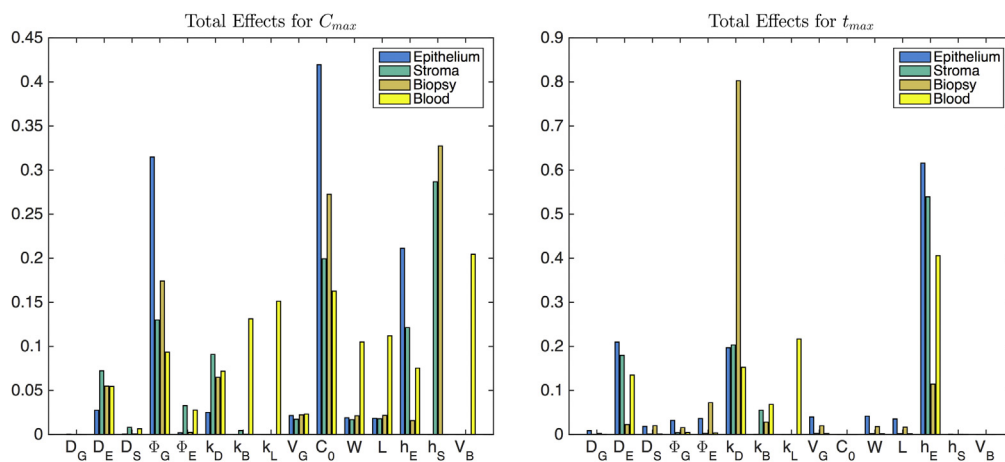 Total Effects for C_max
0.45
0.4
0.35
0.3
0.25
0.2
0.15
0.1
0.05
0
Epithelium
Stroma
Biopsy
Blood
D_G D_E D_S Φ_G Φ_E k_D k_B k_L V_G C_0 W L h_E h_S V_B
Total Effects for t_max
0.9
0.8
0.7
0.6
0.5
0.4
0.3
0.2
0.1
0
Epithelium
Stroma
Biopsy
Blood
D_G D_E D_S Φ_G Φ_E k_D k_B k_L V_G C_0 W L h_E h_S V_B